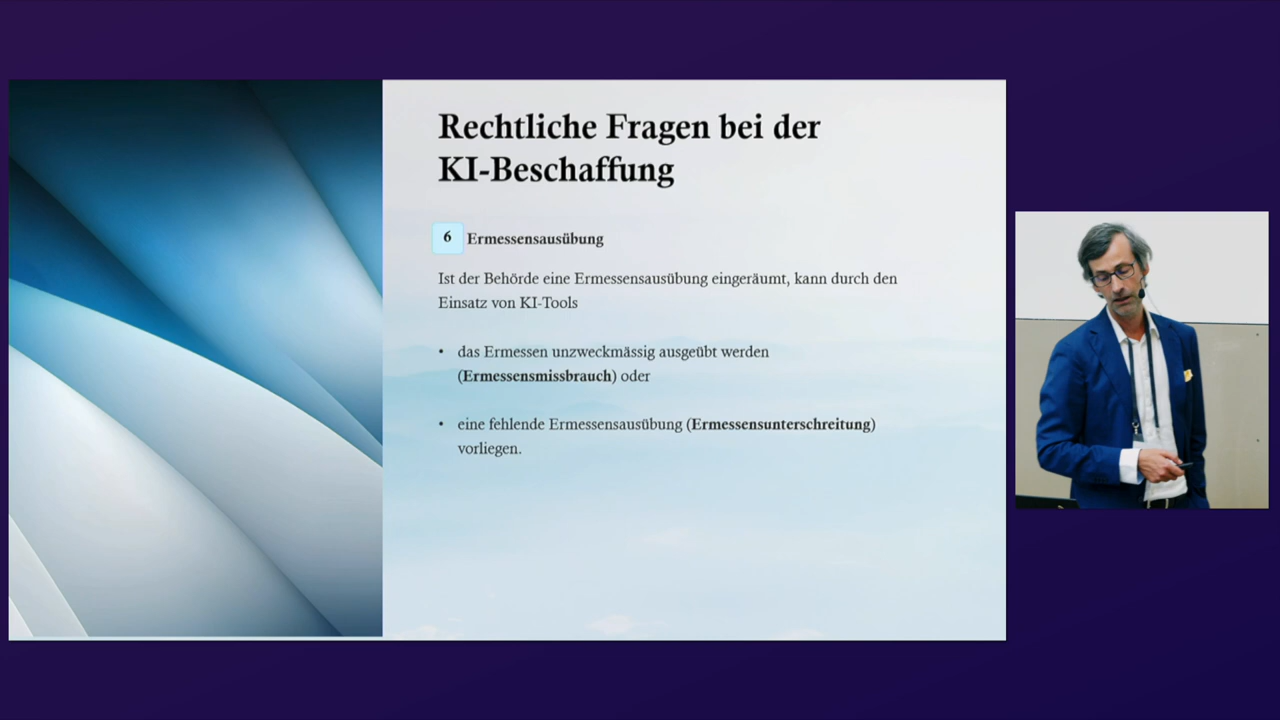 Rechtliche Fragen bei der
KI-Beschaffung
6 Ermessensausübung
Ist der Behörde eine Ermessensausübung eingeräumt, kann durch den
Einsatz von KI-Tools
• das Ermessen unzweckmässig ausgeübt werden
(Ermessensmissbrauch) oder
• eine fehlende Ermessensausübung (Ermessensunterschreitung)
vorliegen.